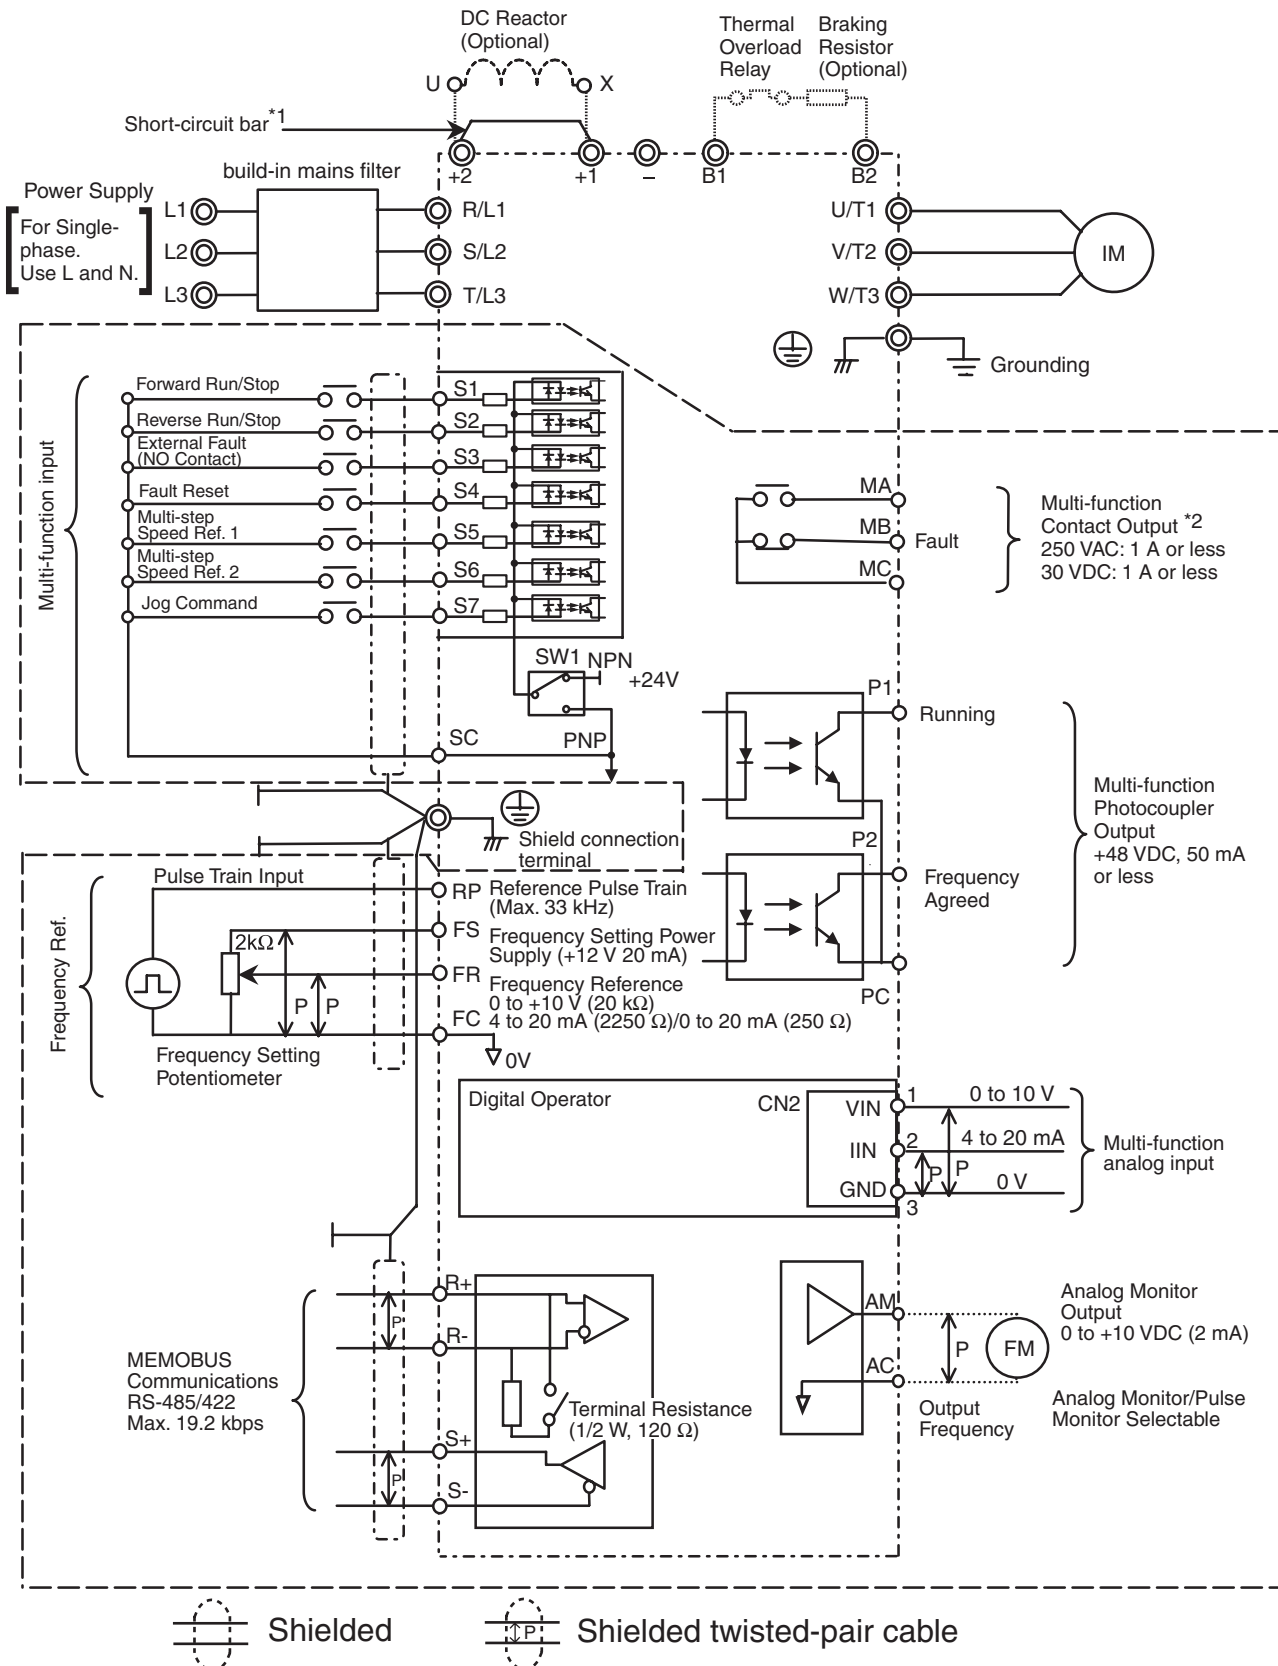 DC Reactor
(Optional)
Thermal
Overload
Relay
Braking
Resistor
(Optional)
U
X
Short-circuit bar*1
+2
+1
–
B1
B2
build-in mains filter
Power Supply
For Single-
phase.
Use L and N.
L1
L2
L3
R/L1
S/L2
T/L3
U/T1
V/T2
W/T3
IM
Grounding
Multi-function input
Forward Run/Stop
Reverse Run/Stop
External Fault
(NO Contact)
Fault Reset
Multi-step
Speed Ref. 1
Multi-step
Speed Ref. 2
Jog Command
S1
S2
S3
S4
S5
S6
S7
SW1
NPN
+24V
PNP
SC
MA
MB
MC
Fault
Multi-function
Contact Output *2
250 VAC: 1 A or less
30 VDC: 1 A or less
P1
Running
P2
Frequency
Agreed
PC
Multi-function
Photocoupler
Output
+48 VDC, 50 mA
or less
Shield connection
terminal
Frequency Ref.
Pulse Train Input
2kΩ
P
P
Frequency Setting
Potentiometer
RP
Reference Pulse Train
(Max. 33 kHz)
FS
Frequency Setting Power
Supply (+12 V 20 mA)
FR
Frequency Reference
0 to +10 V (20 kΩ)
FC
4 to 20 mA (2250 Ω)/0 to 20 mA (250 Ω)
0V
Digital Operator
CN2
VIN
IIN
GND
1
2
3
0 to 10 V
4 to 20 mA
0 V
P
P
Multi-function
analog input
MEMOBUS
Communications
RS-485/422
Max. 19.2 kbps
P
P
R+
R-
S+
S-
Terminal Resistance
(1/2 W, 120 Ω)
AM
AC
P
FM
Output
Frequency
Analog Monitor
Output
0 to +10 VDC (2 mA)
Analog Monitor/Pulse
Monitor Selectable
Shielded
P
Shielded twisted-pair cable